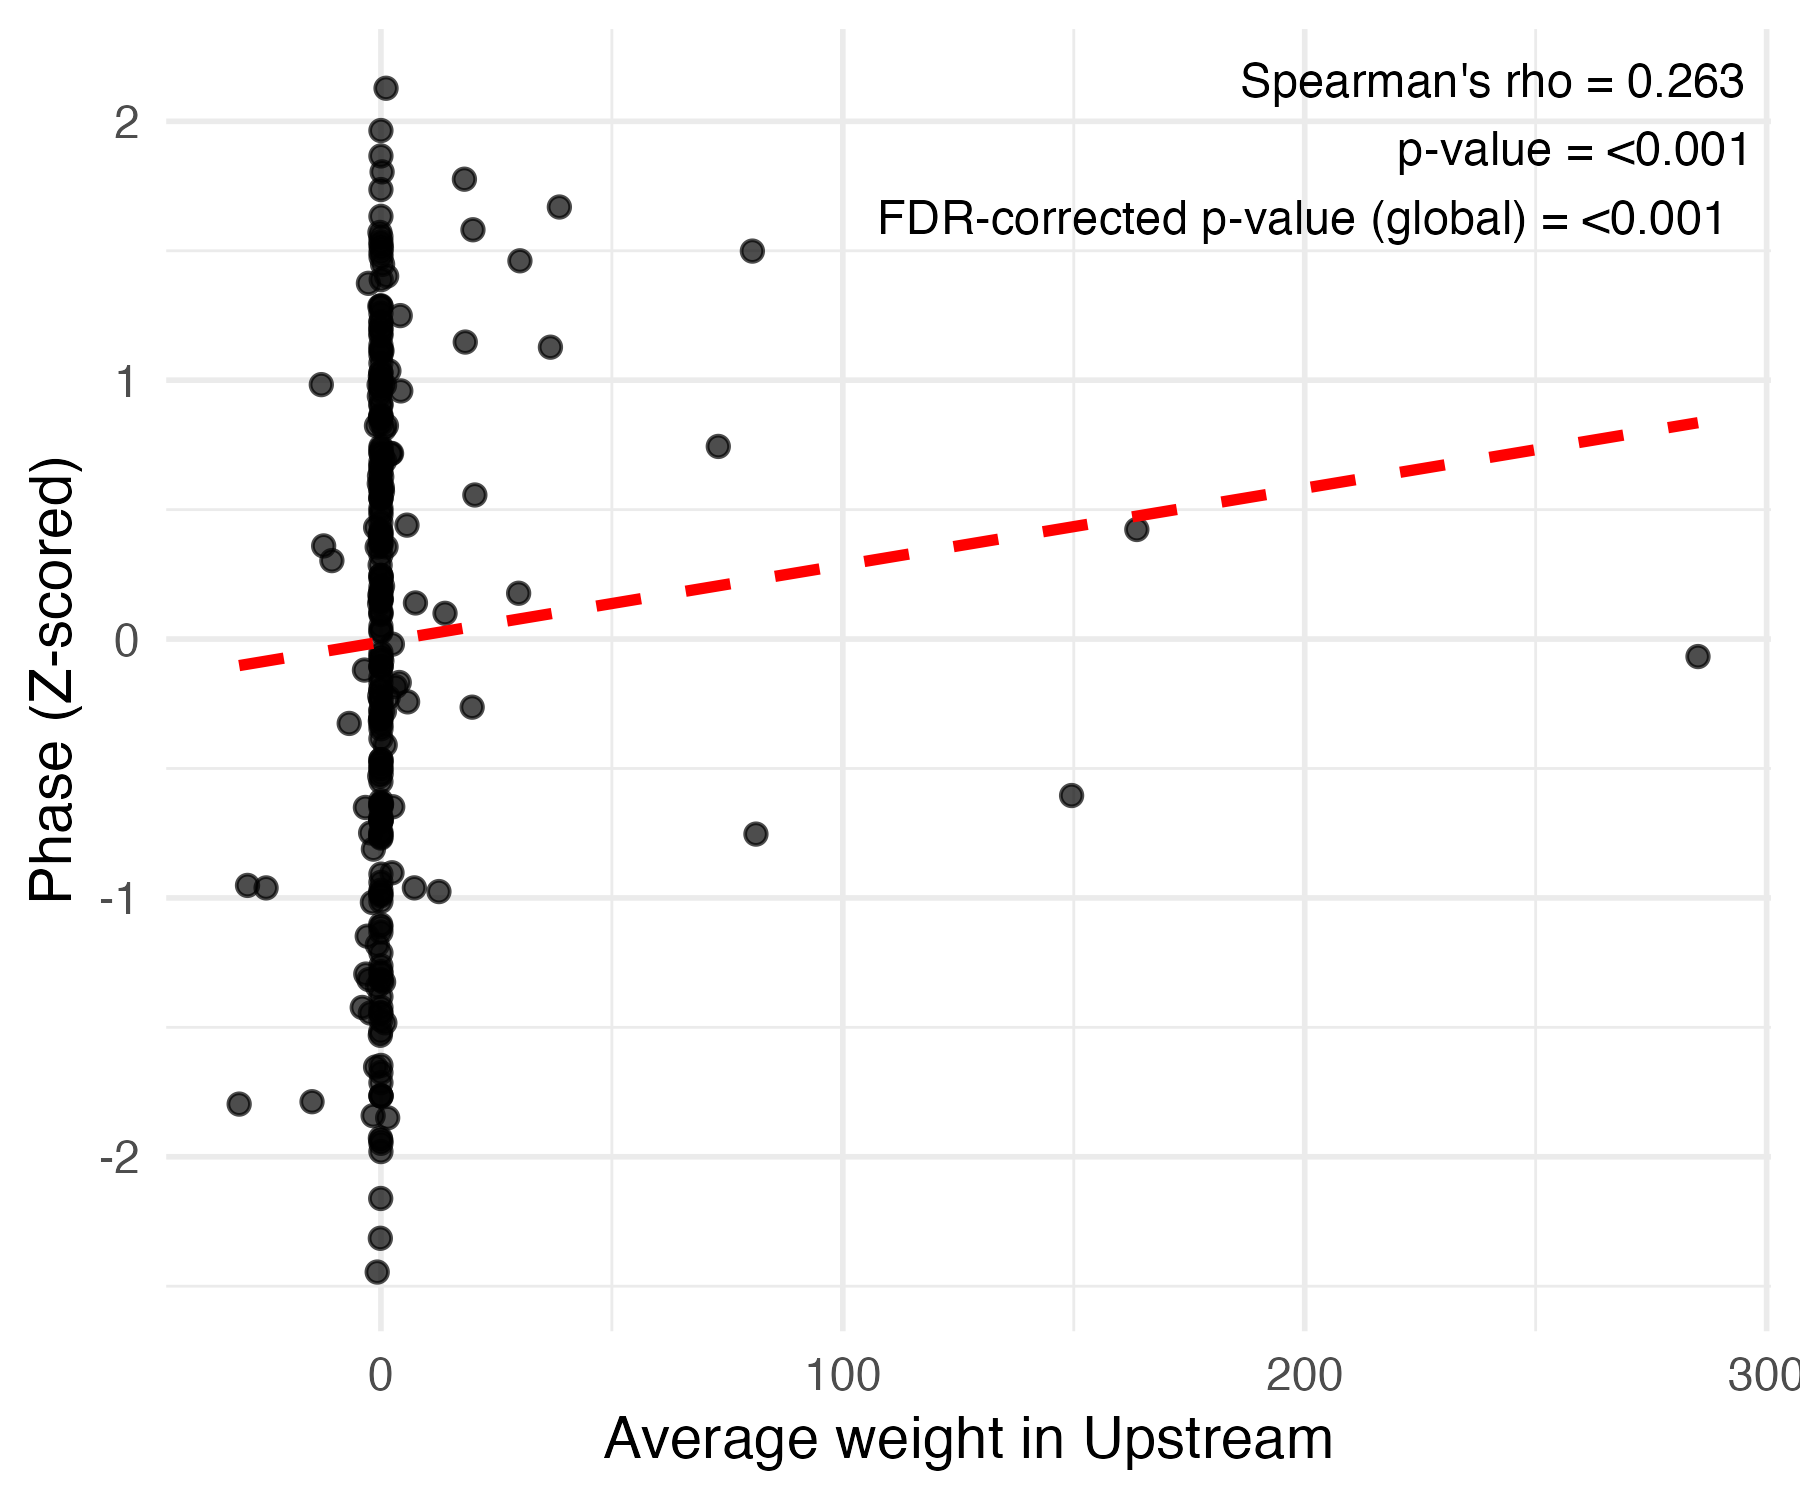 Spearman's rho = 0.263
p-value = <0.001
FDR-corrected p-value (global) = <0.001
2
1
0
-1
-2
Phase (Z-scored)
0 100 200 300
Average weight in Upstream